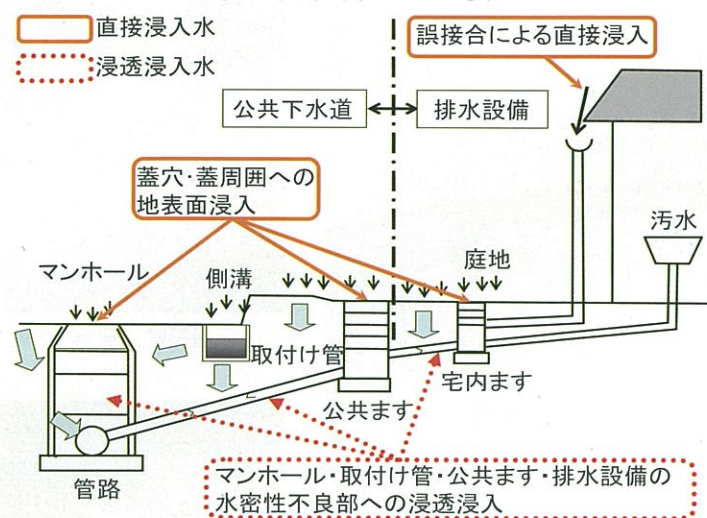 直接浸入水
浸透浸入水
誤接合による直接浸入
公共下水道
排水設備
蓋穴・蓋周囲への
地表面浸入
汚水
マンホール
側溝
庭地
取付け管
公共ます
宅内ます
管路
マンホール・取付け管・公共ます・排水設備の
水密性不良部への浸透浸入